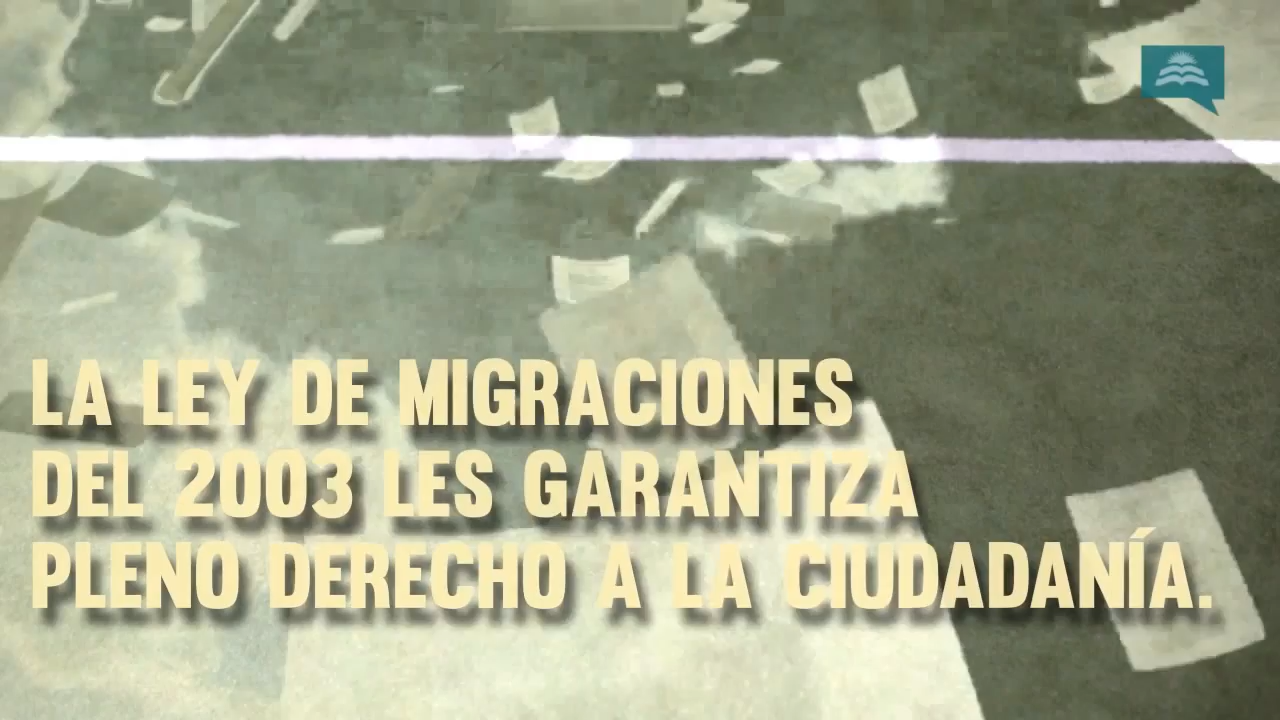 LA LEY DE MIGRACIONES
DEL 2003 LES GARANTIZA
PLENO DERECHO A LA CIUDADANÍA.